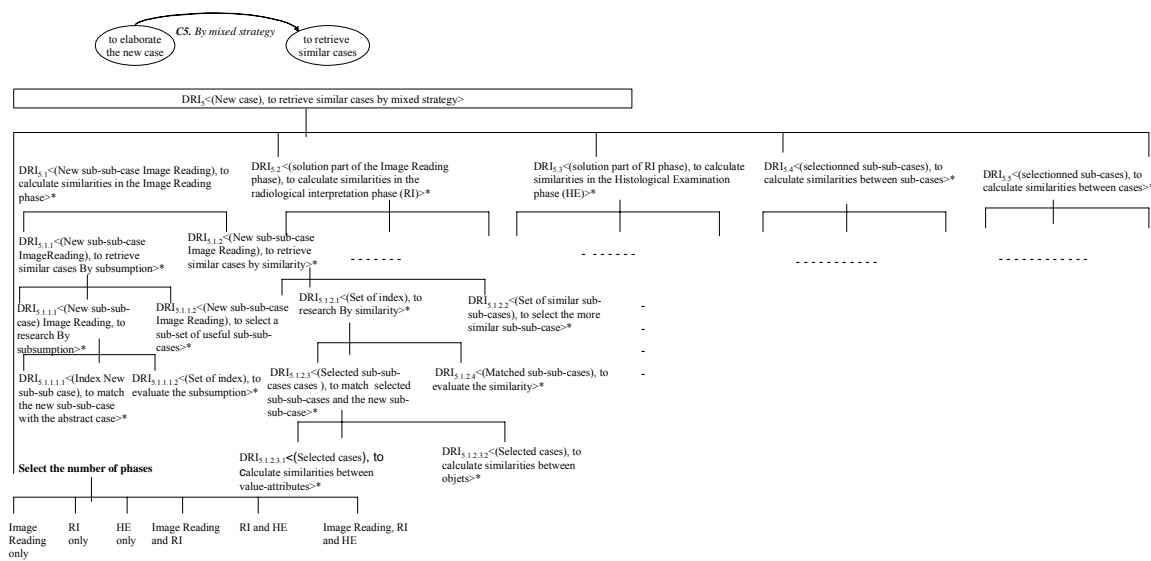 C5. By mixed strategy
to elaborate
the new case
to retrieve
similar cases
DRI5<(New case), to retrieve similar cases by mixed strategy>
DRI5.1<(New sub-sub-case Image Reading), to
calculate similarities in the Image Reading
phase>*
DRI5.2<(solution part of the Image Reading
phase), to calculate similarities in the
radiological interpretation phase (RI)>*
DRI5.3<(solution part of RI phase), to calculate
similarities in the Histological Examination
phase (HE)>*
DRI5.4<(selectionned sub-sub-cases), to
calculate similarities between sub-cases>*
DRI5.5<(selectionned sub-cases), to
calculate similarities between cases>*
DRI5.1.1<(New sub-sub-case
ImageReading), to retrieve
similar cases By subsumption>*
DRI5.1.2<(New sub-sub-case
Image Reading), to retrieve
similar cases by similarity>*
DRI5.1.1.1<(New sub-sub-
case) Image Reading, to
research By
subsumption>*
DRI5.1.1.2<(New sub-sub-case
Image Reading), to select a
sub-set of useful sub-sub-
cases>*
DRI5.1.2.1<(Set of index), to
research By similarity>*
DRI5.1.2.2<(Set of similar sub-
sub-cases), to select the more
similar sub-sub-case>*
DRI5.1.1.1.1<(Index New
sub-sub case), to match
the new sub-sub-case
with the abstract case>*
DRI5.1.1.1.2<(Set of index), to
evaluate the subsumption>*
DRI5.1.2.3<(Selected sub-sub-
cases cases ), to match selected
sub-sub-cases and the new sub-
sub-case>*
DRI5.1.2.4<(Matched sub-sub-cases), to
evaluate the similarity>*
DRI5.1.2.3.1<(Selected cases), to
Calculate similarities between
value-attributes>*
DRI5.1.2.3.2<(Selected cases), to
calculate similarities between
objets>*
Select the number of phases
Image
Reading
only
RI
only
HE
only
Image Reading
and RI
RI and HE
Image Reading, RI
and HE